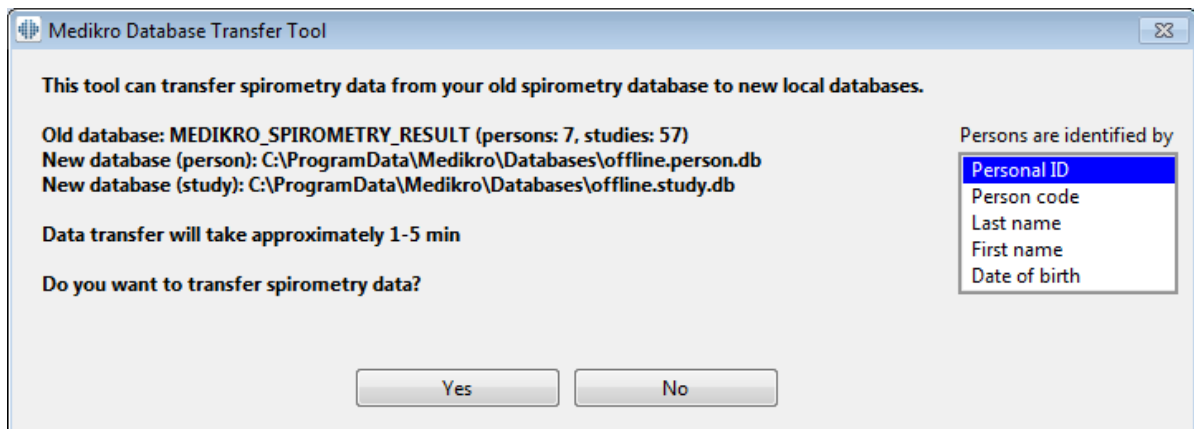 Medikro Database Transfer Tool
This tool can transfer spirometry data from your old spirometry database to new local databases.
Old database: MEDIKRO_SPIROMETRY_RESULT (persons: 7, studies: 57)
New database (person): C:\ProgramData\Medikro\Databases\offline.person.db
New database (study): C:\ProgramData\Medikro\Databases\offline.study.db
Data transfer will take approximately 1-5 min
Do you want to transfer spirometry data?
Persons are identified by
Personal ID
Person code
Last name
First name
Date of birth
Yes
No